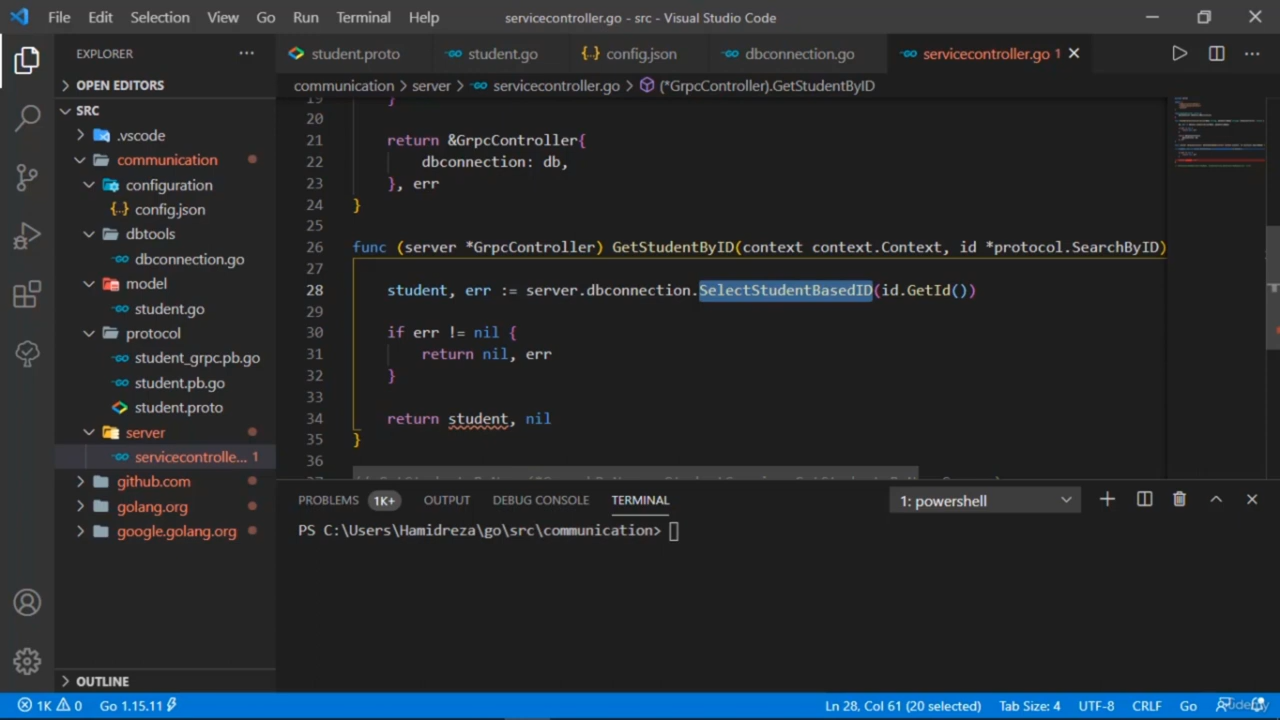 File Edit Selection View Go Run Terminal Help servicecontroller.go - src - Visual Studio Code
EXPLORER
student.proto student.go config.json dbconnection.go servicecontroller.go 1
OPEN EDITORS
communication > server > servicecontroller.go > (*GrpcController).GetStudentByID
SRC
.vscode
communication
configuration
config.json
dbtools
dbconnection.go
model
student.go
protocol
student_grpc.pb.go
student.pb.go
student.proto
server
servicecontrolle... 1
github.com
golang.org
google.golang.org
OUTLINE
19 }
20
21 return &GrpcController{
22 dbconnection: db,
23 }, err
24 }
25
26 func (server *GrpcController) GetStudentByID(context context.Context, id *protocol.SearchByID)
27
28 student, err := server.dbconnection.SelectStudentBasedID(id.GetId())
29
30 if err != nil {
31 return nil, err
32 }
33
34 return student, nil
35 }
36
37
PROBLEMS 1K+ OUTPUT DEBUG CONSOLE TERMINAL 1: powershell
PS C:\Users\Hamidreza\go\src\communication>
1K 0 Go 1.15.11 Ln 28, Col 61 (20 selected) Tab Size: 4 UTF-8 CRLF Go